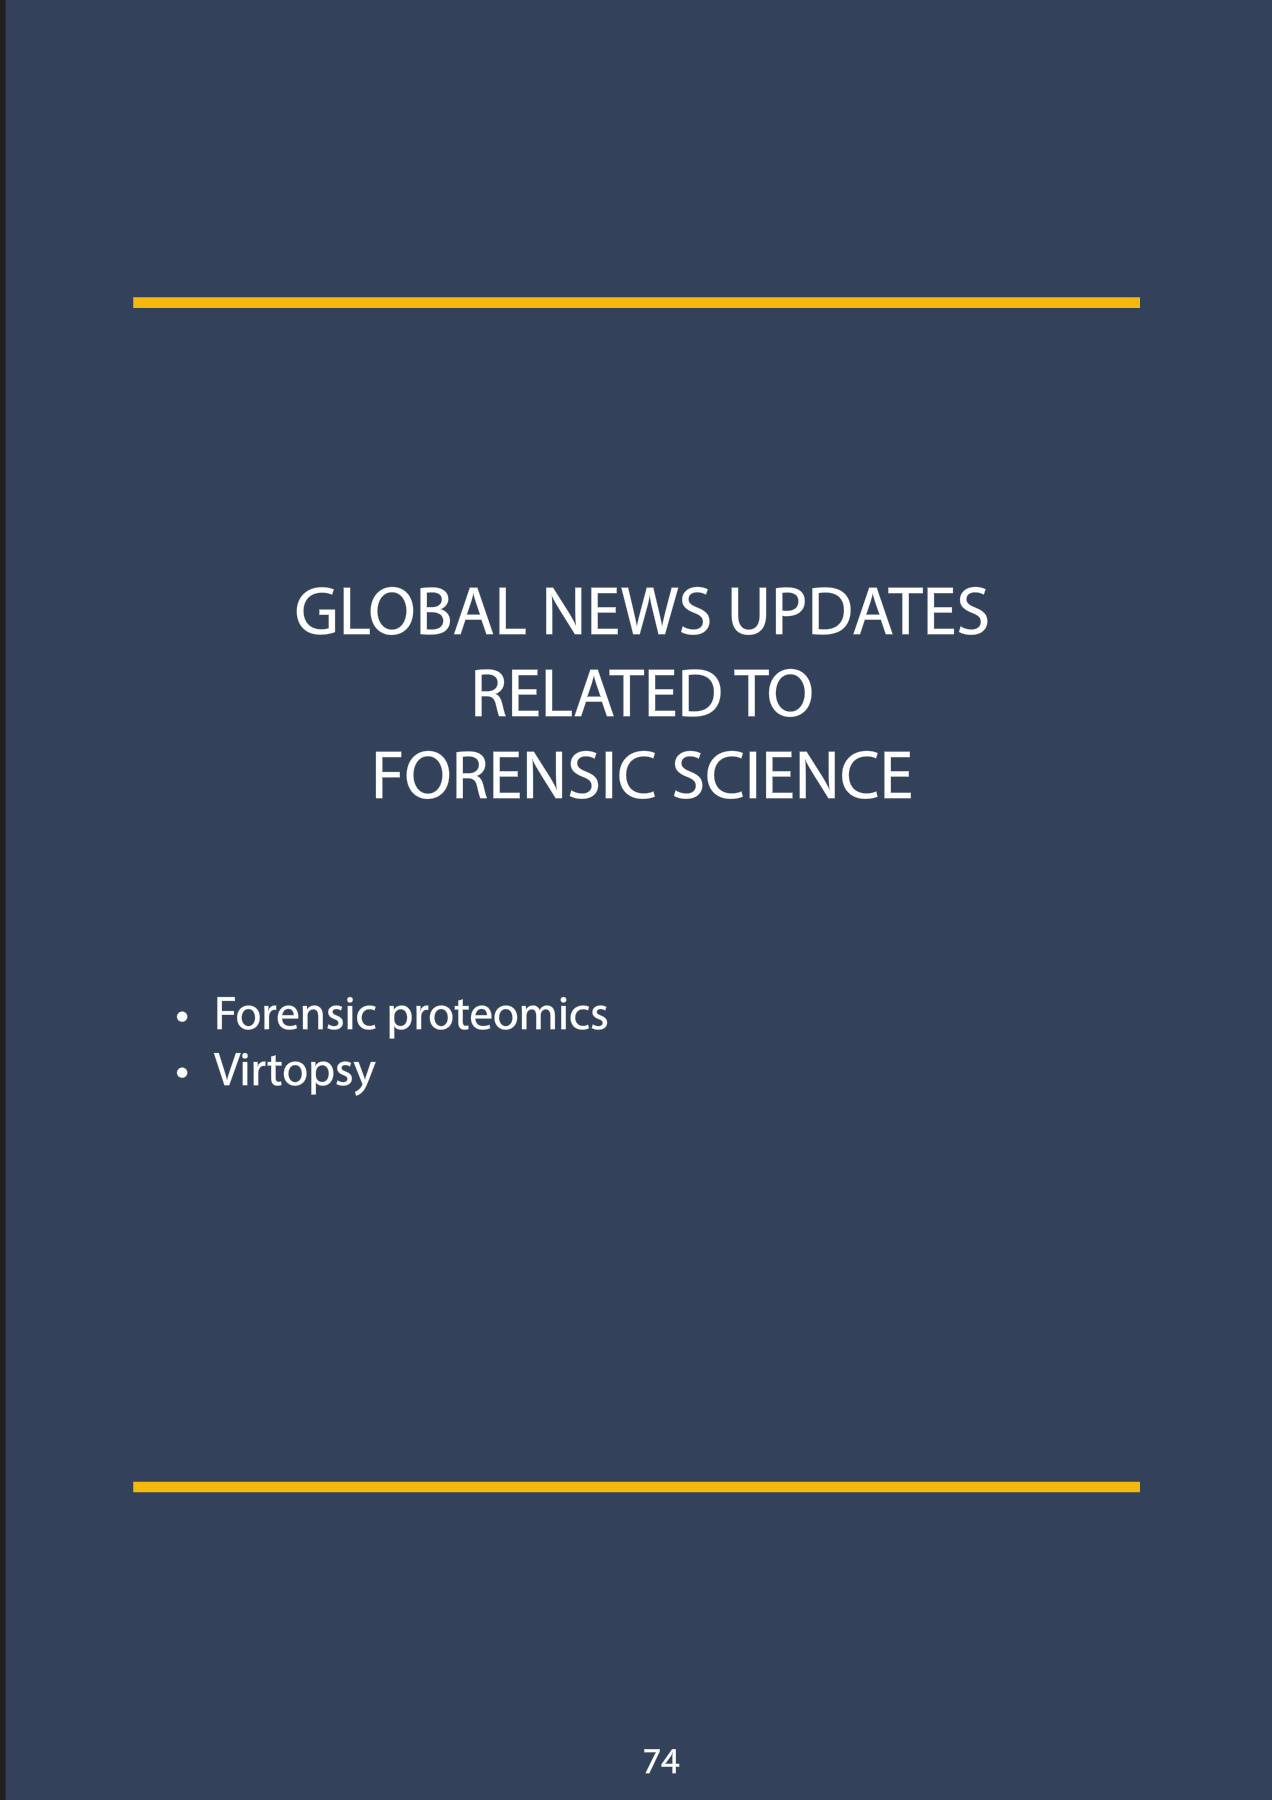 GLOBAL NEWS UPDATES
RELATED TO
FORENSIC SCIENCE
• Forensic proteomics
• Virtopsy
74